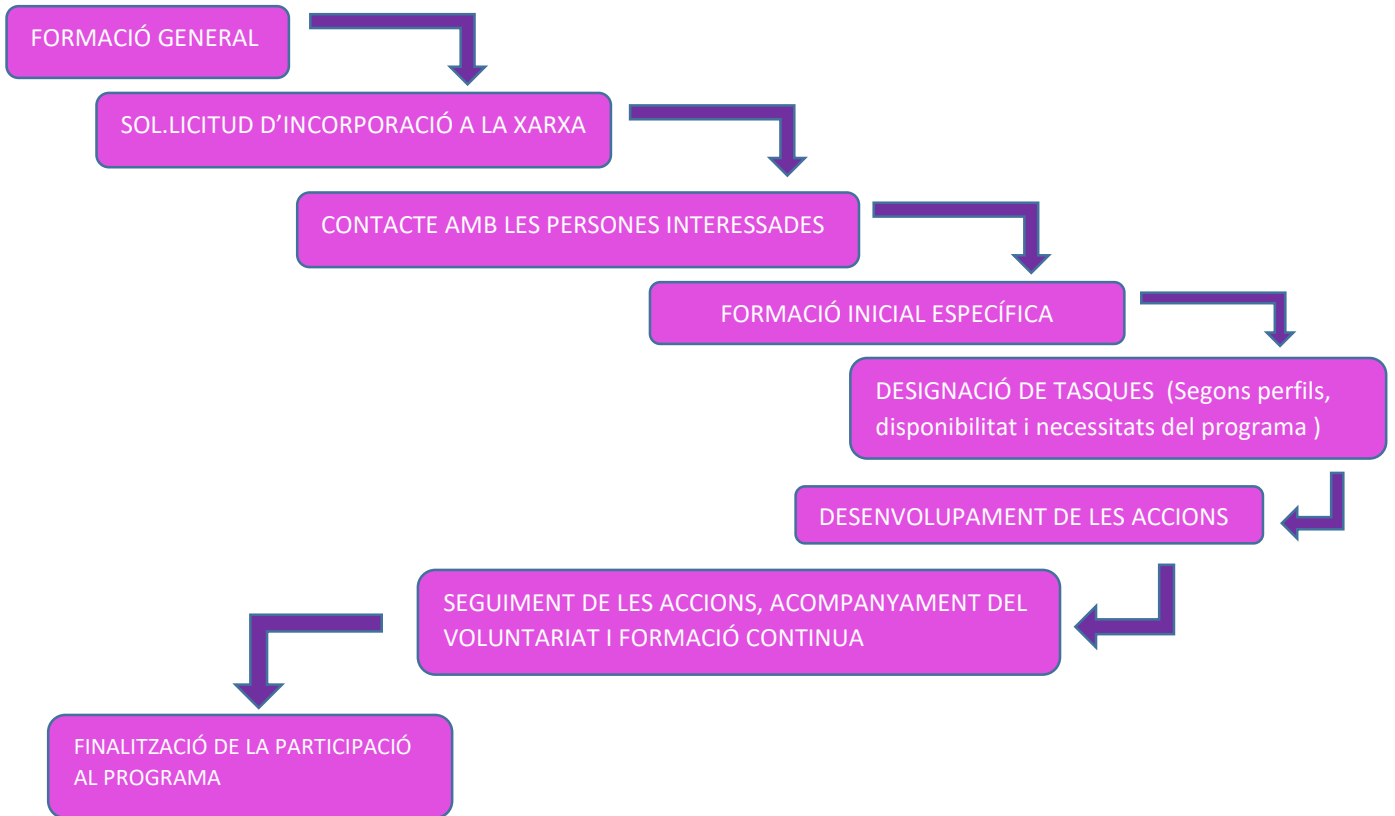 FORMACIÓ GENERAL
SOL.LICITUD D’INCORPORACIÓ A LA XARXA
CONTACTE AMB LES PERSONES INTERESSADES
FORMACIÓ INICIAL ESPECÍFICA
DESIGNACIÓ DE TASQUES (Segons perfils,
disponibilitat i necessitats del programa )
DESENVOLUPAMENT DE LES ACCIONS
SEGUIMENT DE LES ACCIONS, ACOMPANYAMENT DEL
VOLUNTARIAT I FORMACIÓ CONTINUA
FINALITZACIÓ DE LA PARTICIPACIÓ
AL PROGRAMA